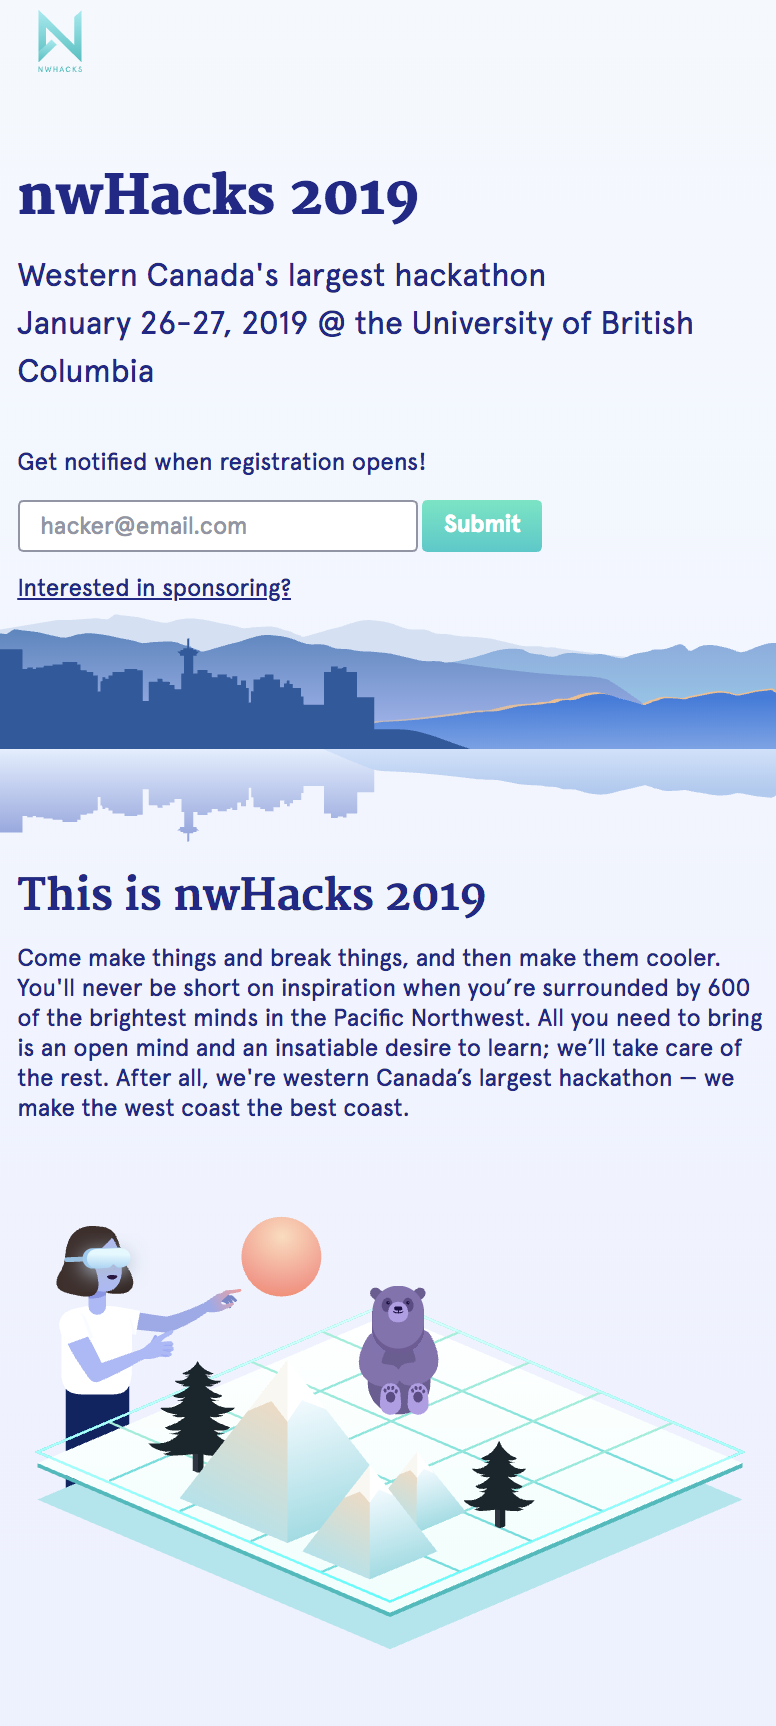 NWHACKS
nwHacks 2019
Western Canada's largest hackathon
January 26-27, 2019 @ the University of British
Columbia
Get notified when registration opens!
hacker@email.com
Submit
Interested in sponsoring?
This is nwHacks 2019
Come make things and break things, and then make them cooler.
You'll never be short on inspiration when you’re surrounded by 600
of the brightest minds in the Pacific Northwest. All you need to bring
is an open mind and an insatiable desire to learn; we’ll take care of
the rest. After all, we're western Canada’s largest hackathon — we
make the west coast the best coast.